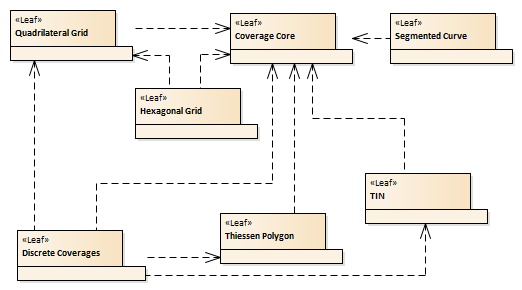 «Leaf»
Quadrilateral Grid
«Leaf»
Coverage Core
«Leaf»
Segmented Curve
«Leaf»
Hexagonal Grid
«Leaf»
TIN
«Leaf»
Thiessen Polygon
«Leaf»
Discrete Coverages